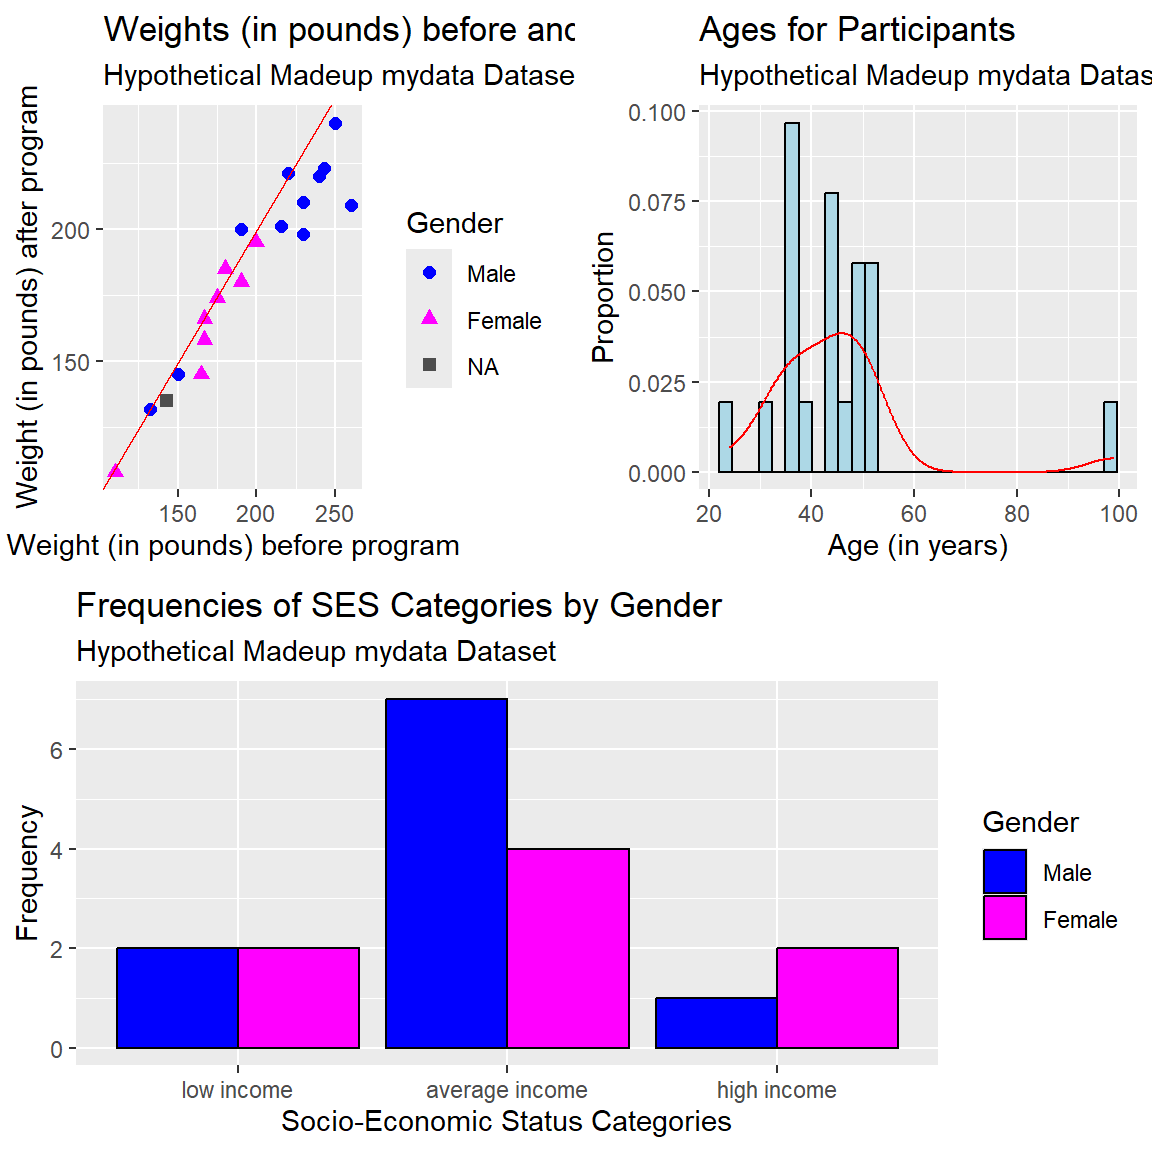 Weights (in pounds) before and
Hypothetical Madeup mydata Datase
Weight (in pounds) after program
200
150
150 200 250
Weight (in pounds) before program
Gender
Male
Female
NA
Ages for Participants
Hypothetical Madeup mydata Datas
Proportion
0.100
0.075
0.050
0.025
0.000
20 40 60 80 100
Age (in years)
Frequencies of SES Categories by Gender
Hypothetical Madeup mydata Dataset
Frequency
6
4
2
0
low income average income high income
Socio-Economic Status Categories
Gender
Male
Female